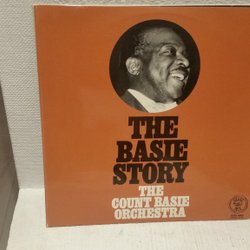 THE
BASIE
STORY
THE
COUNT BASIE
ORCHESTRA